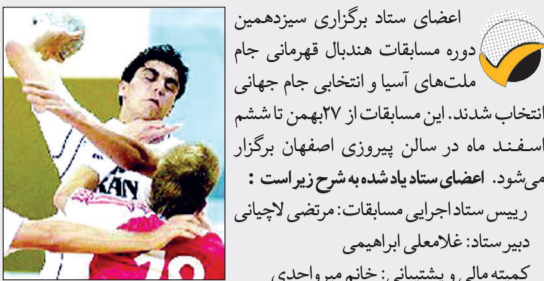 اعضای ستاد برگزاری سیزدهمین
دوره مسابقات هندبال قهرمانی جام
ملت‌های آسیا و انتخابی جام جهانی
انتخاب شدند. این مسابقات از ۲۷بهمن تا ششم
اسفند ماه در سالن پیروزی اصفهان برگزار
می‌شود. اعضای ستاد یاد شده به شرح زیر است :
رییس ستاد اجرایی مسابقات: مرتضی لاچیانی
دبیر ستاد: غلامعلی ابراهیمی
کمیته مالی و پشتیبانی: خانم میرواحدی
KAN
19